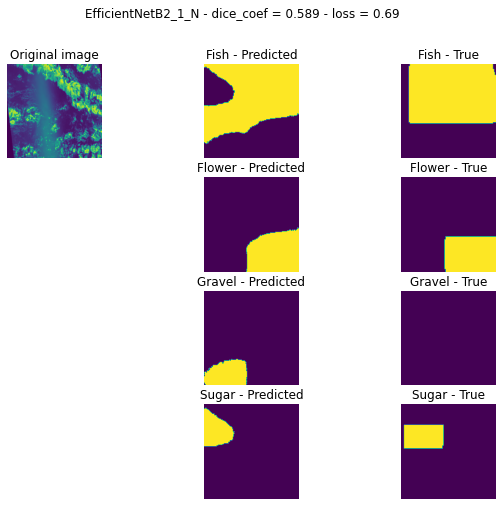 EfficientNetB2_1_N - dice_coef = 0.589 - loss = 0.69
Original image
Fish - Predicted
Fish - True
Flower - Predicted
Flower - True
Gravel - Predicted
Gravel - True
Sugar - Predicted
Sugar - True